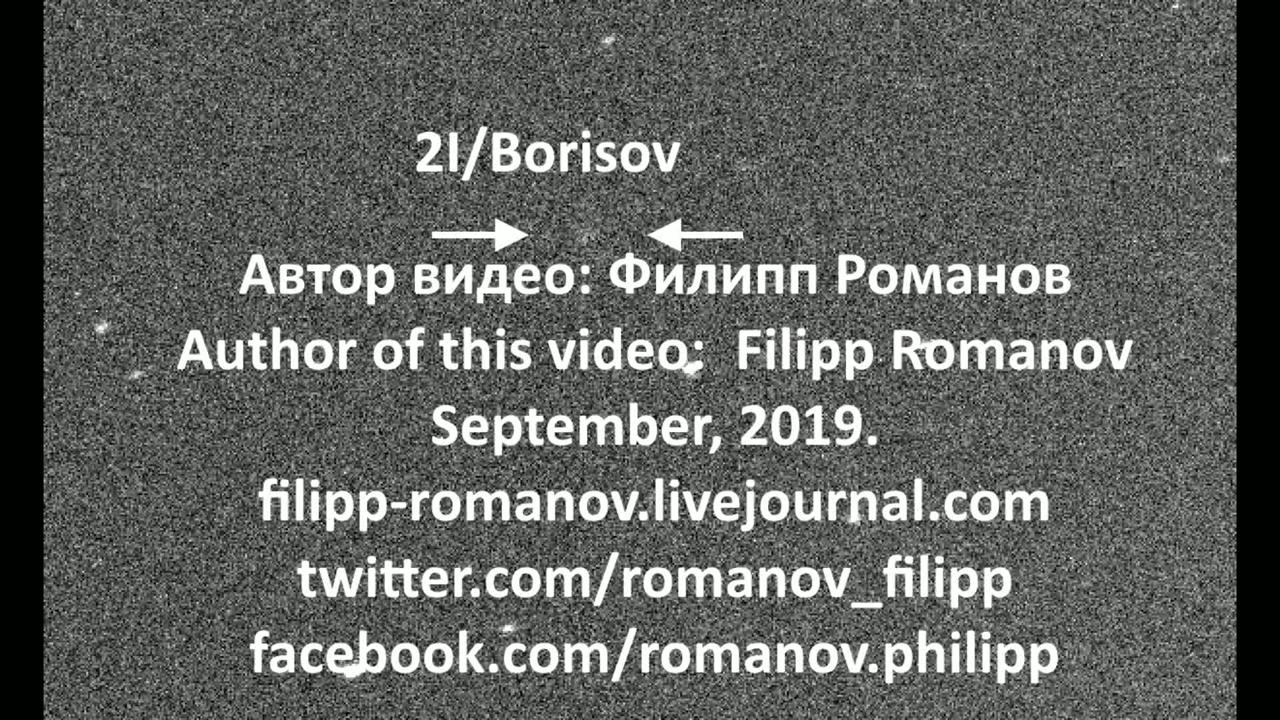 2I/Borisov
Автор видео: Филипп Романов
Author of this video: Filipp Romanov
September, 2019.
filipp-romanov.livejournal.com
twitter.com/romanov_filipp
facebook.com/romanov.philipp